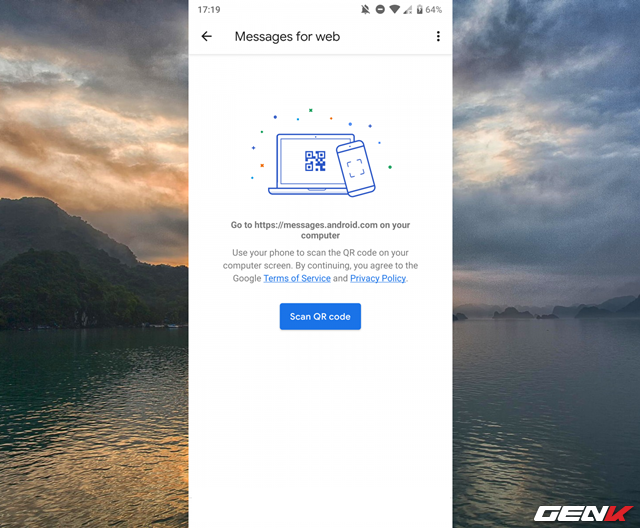 17:19
64%
Messages for web
Go to https://messages.android.com on your
computer
Use your phone to scan the QR code on your
computer screen. By continuing, you agree to the
Google Terms of Service and Privacy Policy.
Scan QR code
GENK